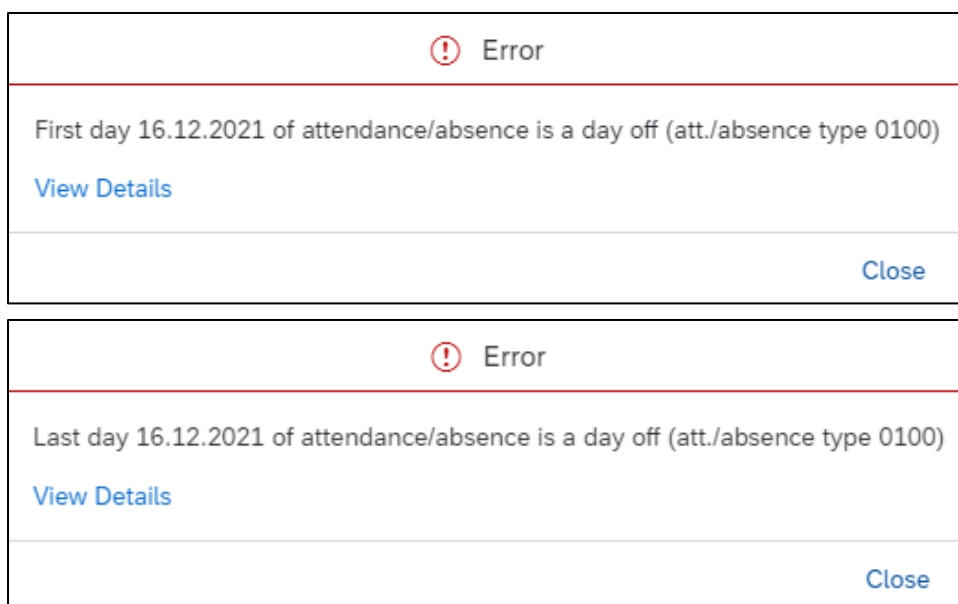 Error
First day 16.12.2021 of attendance/absence is a day off (att./absence type 0100)
View Details
Close
Error
Last day 16.12.2021 of attendance/absence is a day off (att./absence type 0100)
View Details
Close